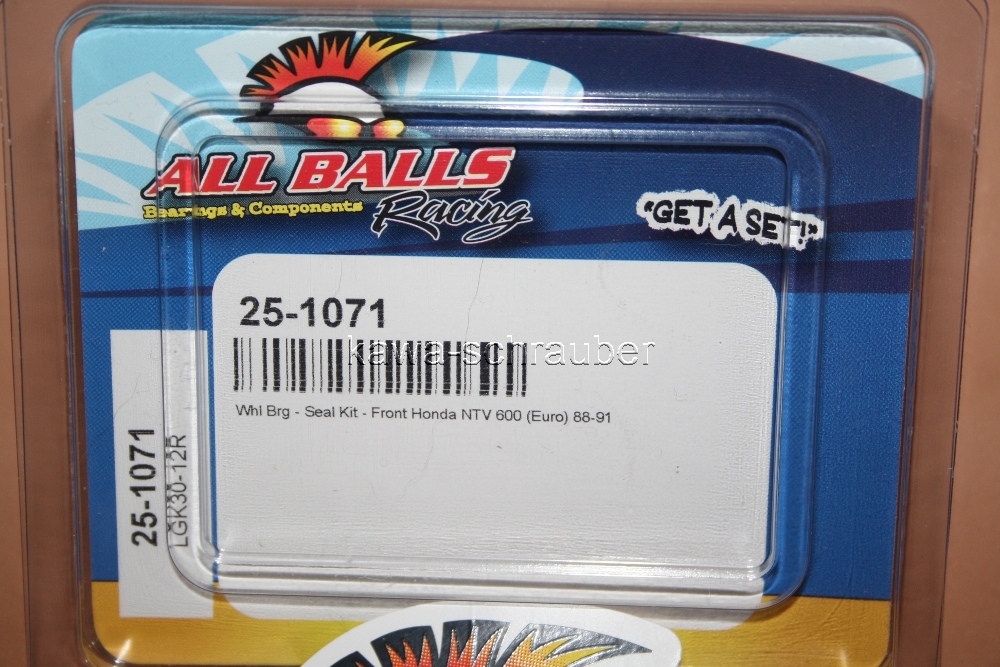 ALL BALLS
Bearings & Components
Racing
"GET A SET!"
25-1071
kawa-schrauber
Whl Brg - Seal Kit - Front Honda NTV 600 (Euro) 88-91
25-1071
LGK30-12R